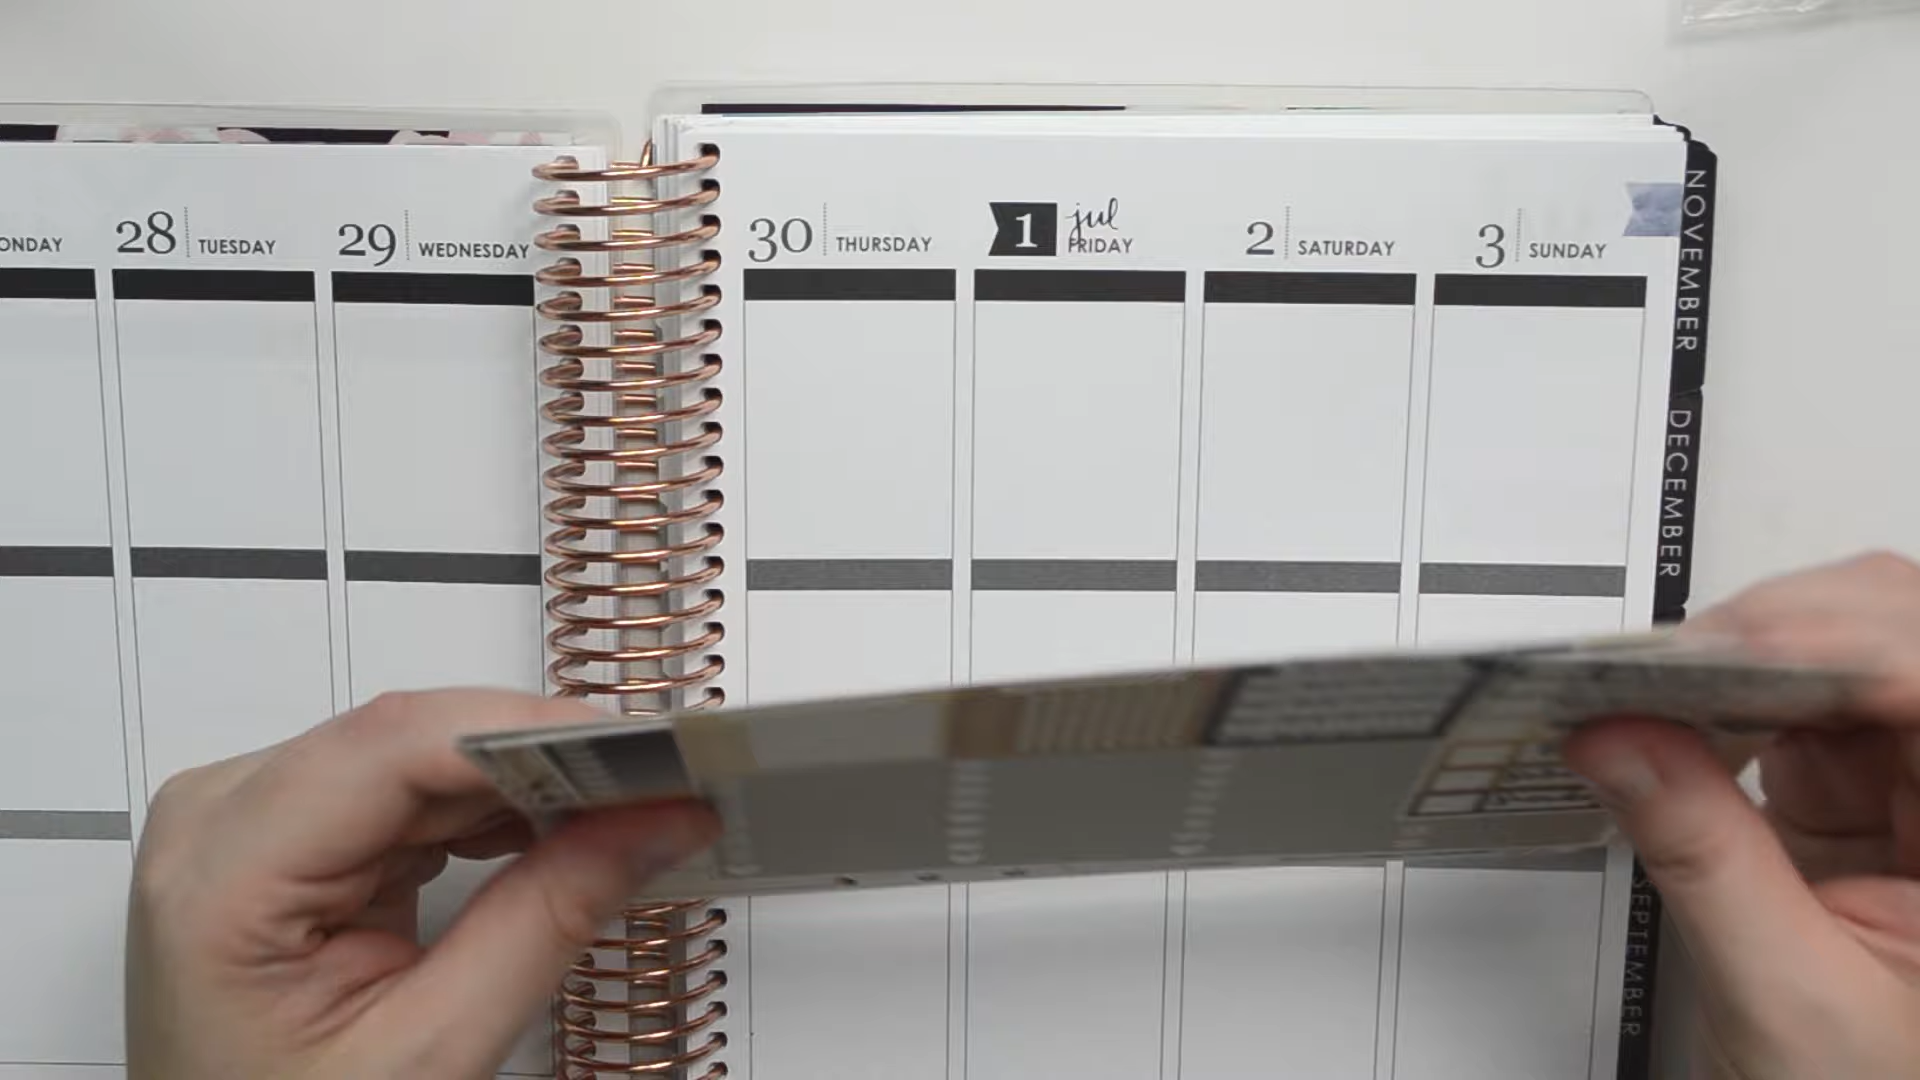 ONDAY
28 TUESDAY
29 WEDNESDAY
30 THURSDAY
1 jul FRIDAY
2 SATURDAY
3 SUNDAY
NOVEMBER
DECEMBER
SEPTEMBER